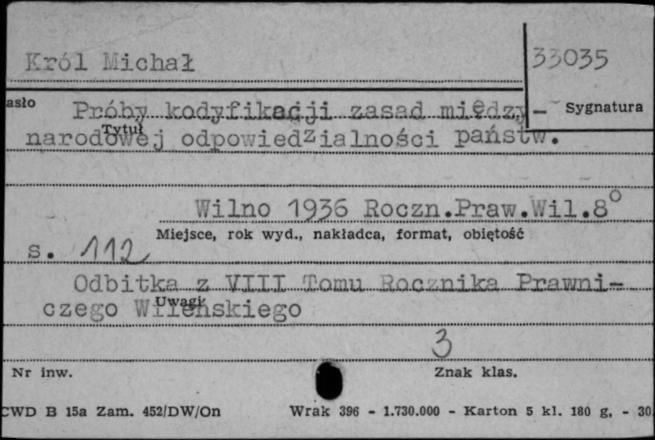 Król Michał
33035
asło
Próby kodyfikacji zasad między-
Sygnatura
Tytuł
narodowej odpowiedzialności państw.
Wilno 1936 Roczn.Praw.Wil.8°
Miejsce, rok wyd., nakładca, format, obiętość
s. 112
Odbitka z VIII Tomu Rocznika Prawni-
Uwagi
czego Wileńskiego
3
Nr inw.
Znak klas.
CWD B 15a Zam. 452/DW/On
Wrak 396 - 1.730.000 - Karton 5 kl. 180 g, - 30.